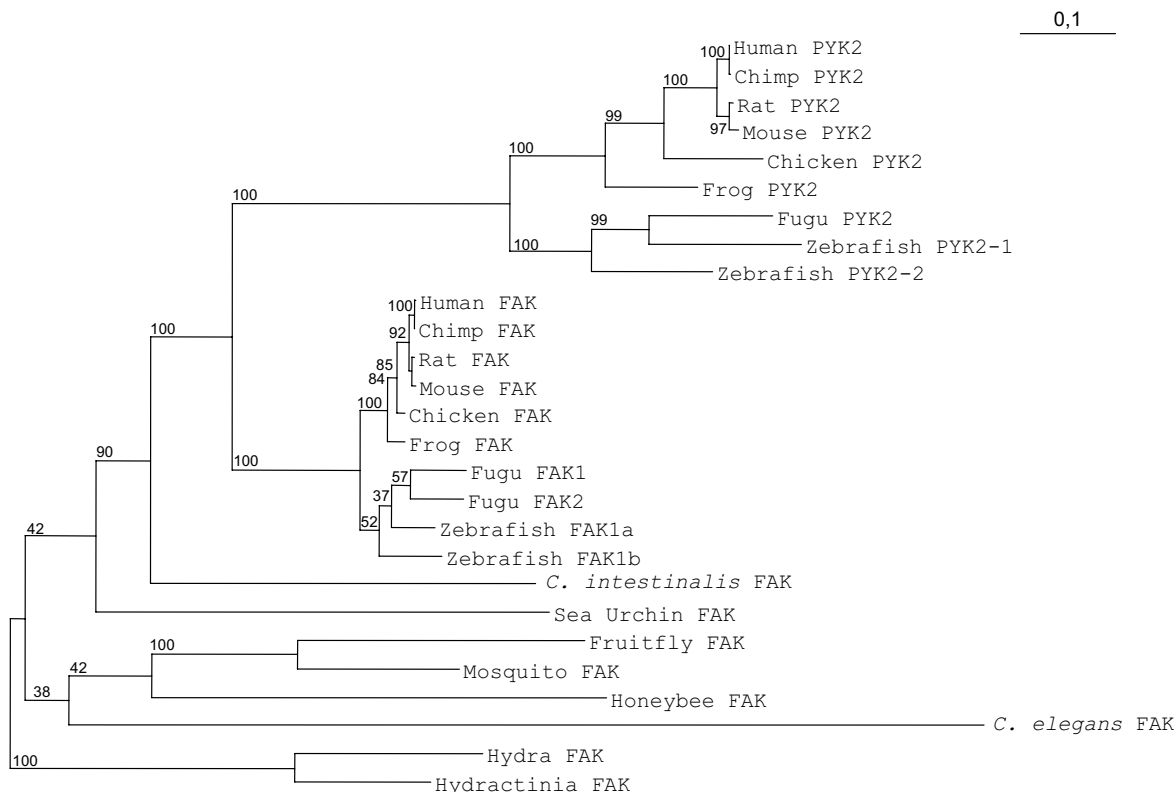 0,1
Human PYK2
100
Chimp PYK2
100
Rat PYK2
97
Mouse PYK2
99
Chicken PYK2
100
Frog PYK2
100
Fugu PYK2
99
Zebrafish PYK2-1
100
Zebrafish PYK2-2
Human FAK
100
Chimp FAK
100
92
Rat FAK
85
84
Mouse FAK
100
Chicken FAK
Frog FAK
90
100
Fugu FAK1
57
37
Fugu FAK2
42
52
Zebrafish FAK1a
Zebrafish FAK1b
C. intestinalis FAK
Sea Urchin FAK
Fruitfly FAK
100
42
Mosquito FAK
38
Honeybee FAK
C. elegans FAK
Hydra FAK
100
Hydractinia FAK